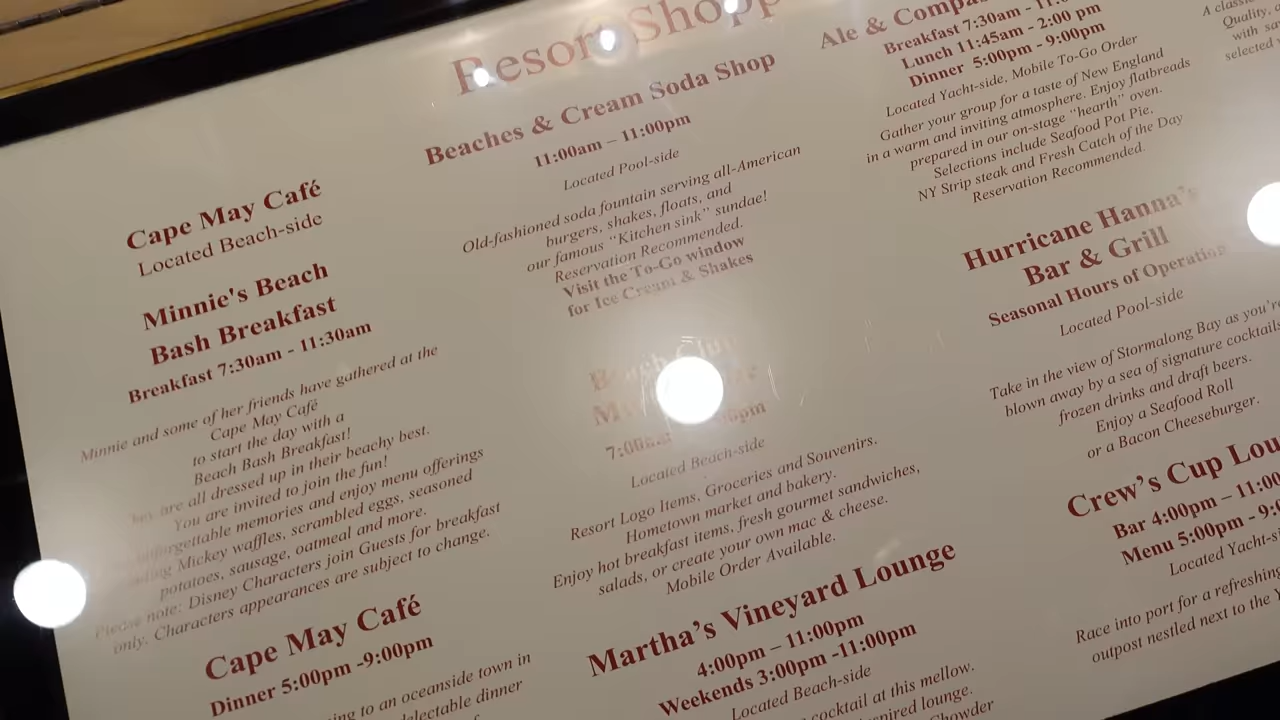 Resort Shopp
Cape May Café
Located Beach-side
Minnie's Beach
Bash Breakfast
Breakfast 7:30am - 11:30am
Minnie and some of her friends have gathered at the
Cape May Café
to start the day with a
Beach Bash Breakfast!
are all dressed up in their beachy best.
You are invited to join the fun!
unforgettable memories and enjoy menu offerings
Mickey waffles, scrambled eggs, seasoned
potatoes, sausage, oatmeal and more.
Please note: Disney Characters join Guests for breakfast
only. Characters appearances are subject to change.
Cape May Café
Dinner 5:00pm -9:00pm
to an oceanside town in
dinner
Beaches & Cream Soda Shop
11:00am – 11:00pm
Located Pool-side
Old-fashioned soda fountain serving all-American
burgers, shakes, floats, and
our famous "Kitchen sink" sundae!
Reservation Recommended.
Visit the To-Go window
for Ice Cream & Shakes
Beach Club
Located Beach-side
Resort Logo Items, Groceries and Souvenirs.
Hometown market and bakery.
Enjoy hot breakfast items, fresh gourmet sandwiches,
salads, or create your own mac & cheese.
Mobile Order Available.
Martha's Vineyard Lounge
4:00pm – 11:00pm
Weekends 3:00pm -11:00pm
Located Beach-side
cocktail at this mellow.
lounge.
Chowder
Ale & Compass
Breakfast 7:30am - 11:
Lunch 11:45am - 2:00 pm
Dinner 5:00pm - 9:00pm
Located Yacht-side, Mobile To-Go Order
Gather your group for a taste of New England
in a warm and inviting atmosphere. Enjoy flatbreads
prepared in our on-stage "hearth" oven.
Selections include Seafood Pot Pie.
NY Strip steak and Fresh Catch of the Day
Reservation Recommended.
Hurricane Hanna's
Bar & Grill
Seasonal Hours of Operation
Located Pool-side
Take in the view of Stormalong Bay as you're
blown away by a sea of signature cocktails
frozen drinks and draft beers.
Enjoy a Seafood Roll
or a Bacon Cheeseburger.
Crew's Cup Lou
Bar 4:00pm – 11:00
Menu 5:00pm - 9:
Located Yacht-si
Race into port for a refreshing
outpost nestled next to the
A classic
Quality,
with
selected